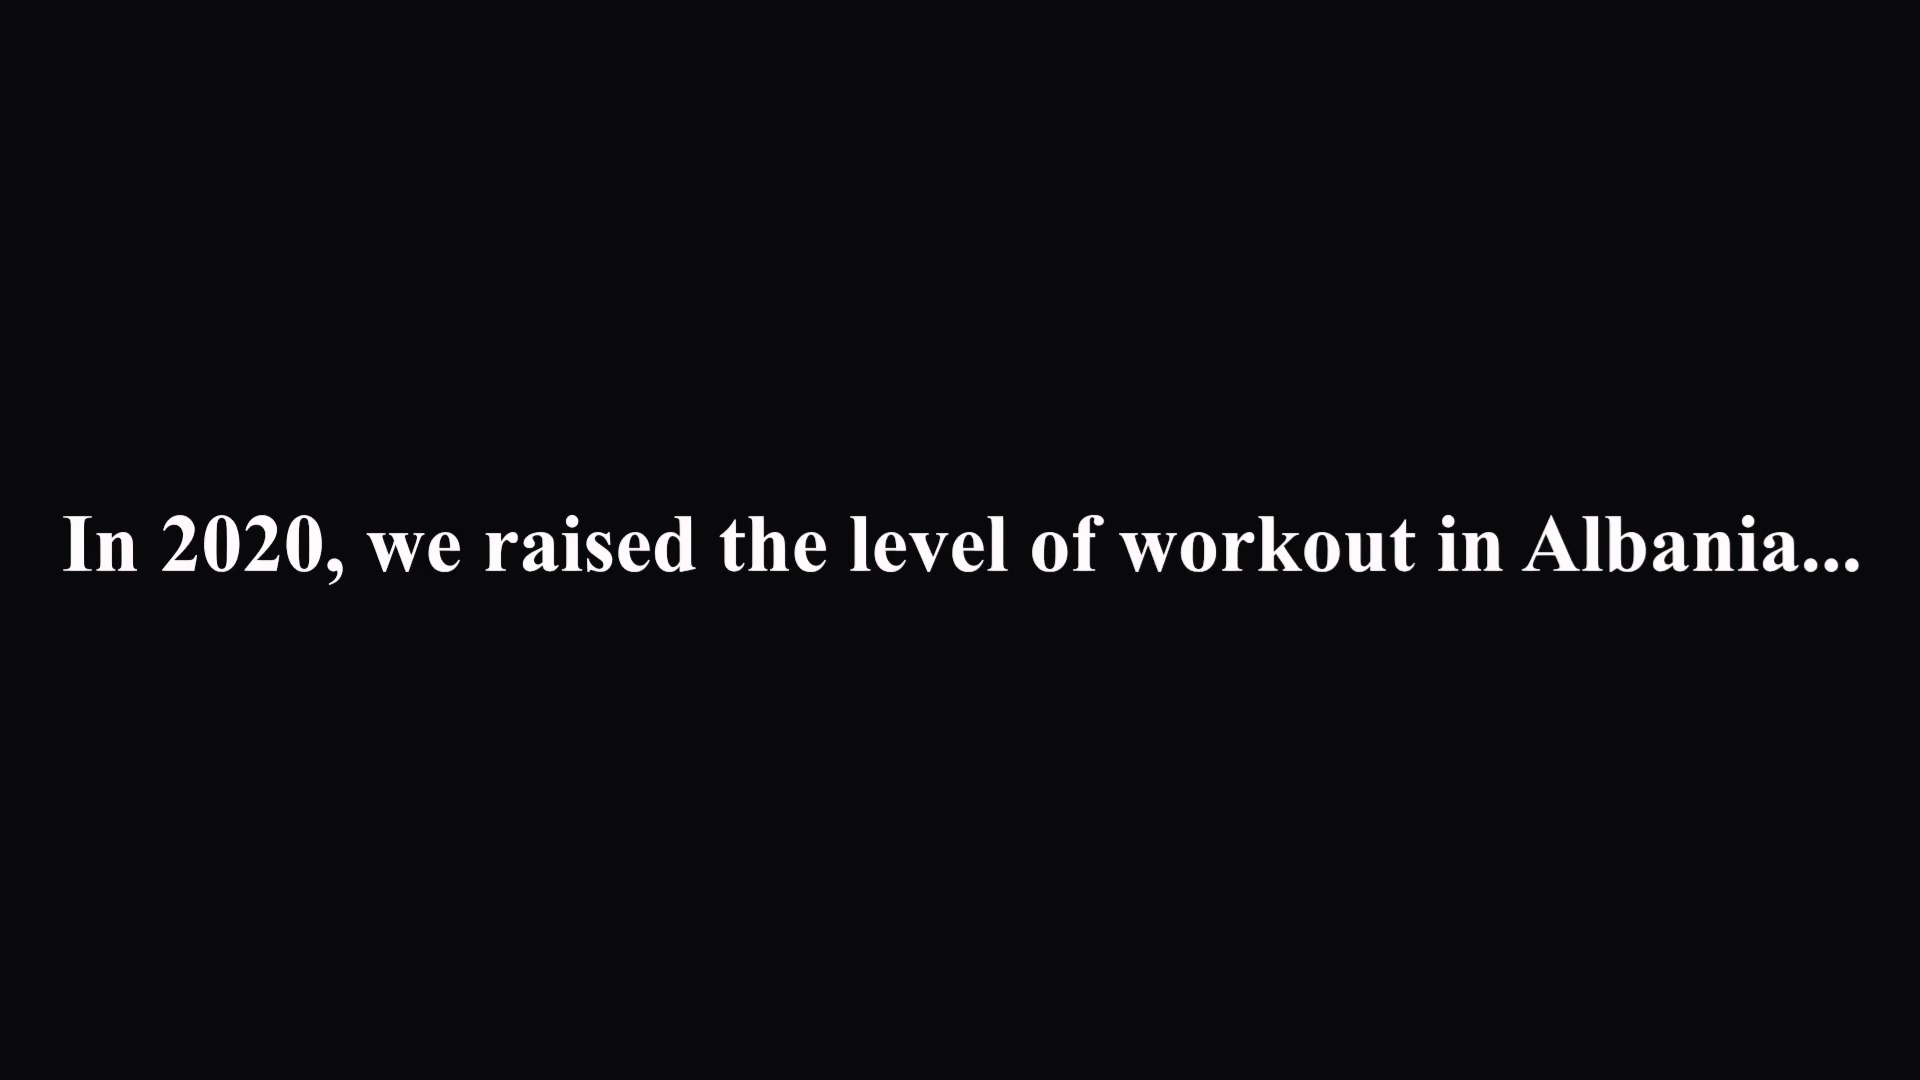 In 2020, we raised the level of workout in Albania...